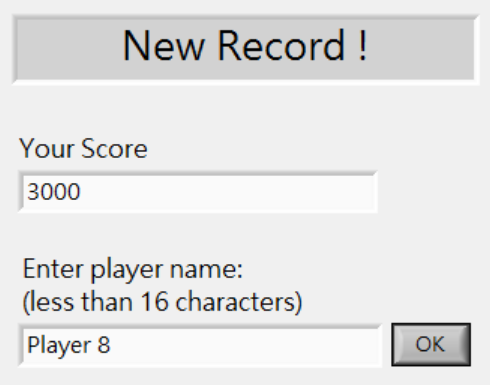 New Record !
Your Score
3000
Enter player name:
(less than 16 characters)
Player 8
OK